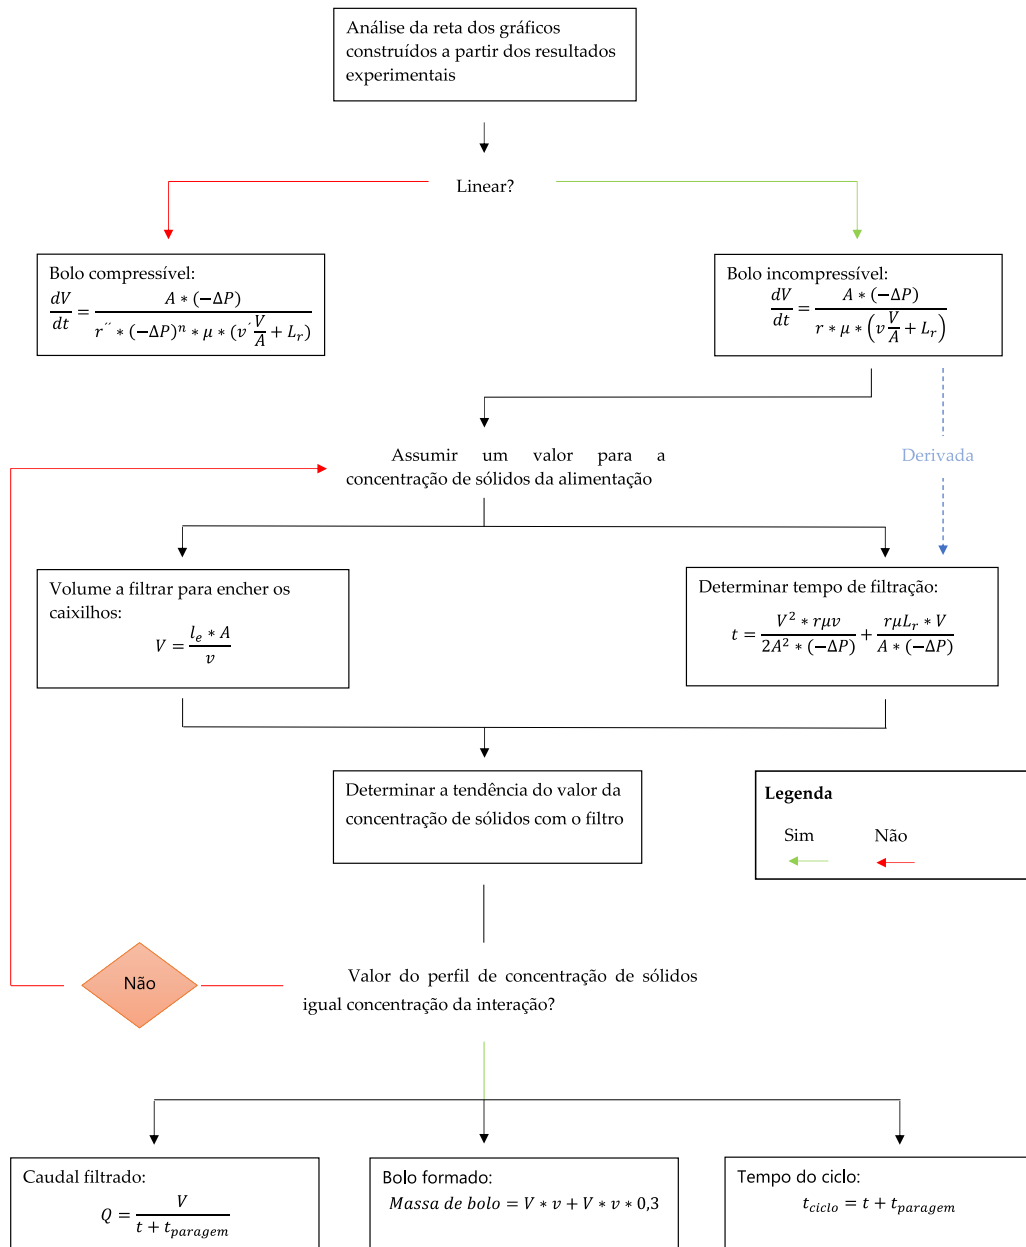 Análise da reta dos gráficos
construídos a partir dos resultados
experimentais
Linear?
Bolo compressível:
dV/dt = A ∗ (−ΔP) / (r´´ ∗ (−ΔP)^n ∗ μ ∗ (v´ V/A + L_r))
Bolo incompressível:
dV/dt = A ∗ (−ΔP) / (r ∗ μ ∗ (v V/A + L_r))
Assumir um valor para a
concentração de sólidos da alimentação
Derivada
Volume a filtrar para encher os
caixilhos:
V = l_e ∗ A / v
Determinar tempo de filtração:
t = V^2 ∗ rμv / (2A^2 ∗ (−ΔP)) + rμL_r ∗ V / (A ∗ (−ΔP))
Determinar a tendência do valor da
concentração de sólidos com o filtro
Legenda
Sim Não
Não
Valor do perfil de concentração de sólidos
igual concentração da interação?
Caudal filtrado:
Q = V / (t + t_paragem)
Bolo formado:
Massa de bolo = V ∗ v + V ∗ v ∗ 0,3
Tempo do ciclo:
t_ciclo = t + t_paragem